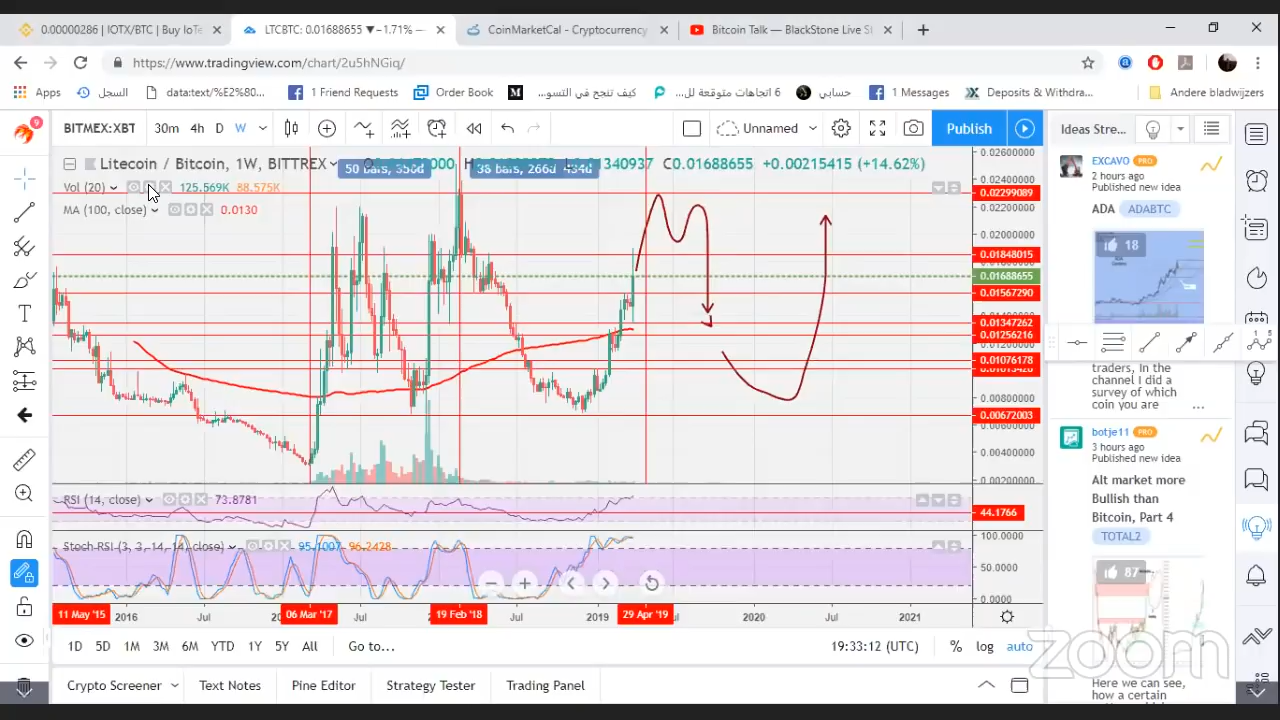 0.00000286 | IOTX/BTC | Buy IoTe
LTCBTC: 0.01688655 ▼−1.71% —
CoinMarketCal - Cryptocurrency
Bitcoin Talk — BlackStone Live S
https://www.tradingview.com/chart/2u5hNGiq/
Apps
السجل
data:text/%E2%80...
1 Friend Requests
Order Book
كيف تنجح في التسو...
6 اتجاهات متوقعة لل...
حسابي
1 Messages
Deposits & Withdra...
Andere bladwijzers
9
BITMEX:XBT
30m
4h
D
W
Unnamed
Publish
Ideas Stre...
Litecoin / Bitcoin, 1W, BITTREX
C0.01688655
+0.00215415 (+14.62%)
50 bars, 350d
38 bars, 266d
434d
Vol (20)
125.569K
88.575K
MA (100, close)
0.0130
0.02600000
0.02400000
0.02299089
0.02200000
0.02000000
0.01848015
0.01688655
0.01567290
0.01347262
0.01256216
0.01076178
0.00800000
0.00672003
0.00400000
RSI (14, close)
73.8781
44.1766
Stoch RSI (3, 3, 14, 14, close)
95.1007
96.2428
100.0000
50.0000
0.0000
11 May '15
2016
Jul
06 Mar '17
Jul
19 Feb '18
Jul
2019
29 Apr '19
2020
Jul
2021
1D
5D
1M
3M
6M
YTD
1Y
5Y
All
Go to...
19:33:12 (UTC)
%
log
auto
Crypto Screener
Text Notes
Pine Editor
Strategy Tester
Trading Panel
EXCAVO
PRO
2 hours ago
Published new idea
ADA
ADABTC
18
traders, In the
channel I did a
survey of which
coin you are
...
botje11
PRO
3 hours ago
Published new idea
Alt market more
Bullish than
Bitcoin, Part 4
TOTAL2
87
Here we can see,
how a certain
zoom